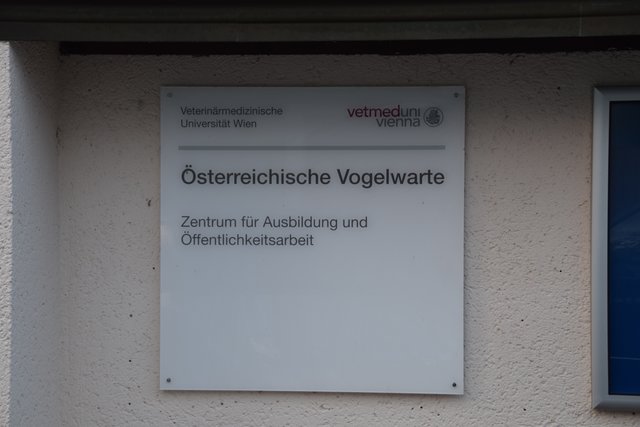 Veterinärmedizinische
Universität Wien
vetmeduni
vienna
Österreichische Vogelwarte
Zentrum für Ausbildung und
Öffentlichkeitsarbeit